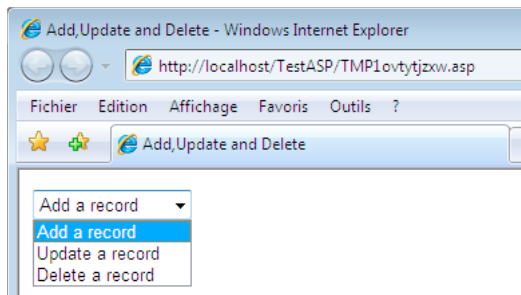 Add,Update and Delete - Windows Internet Explorer
http://localhost/TestASP/TMP1ovtytjzxw.asp
Fichier Edition Affichage Favoris Outils ?
Add,Update and Delete
Add a record
Add a record
Update a record
Delete a record